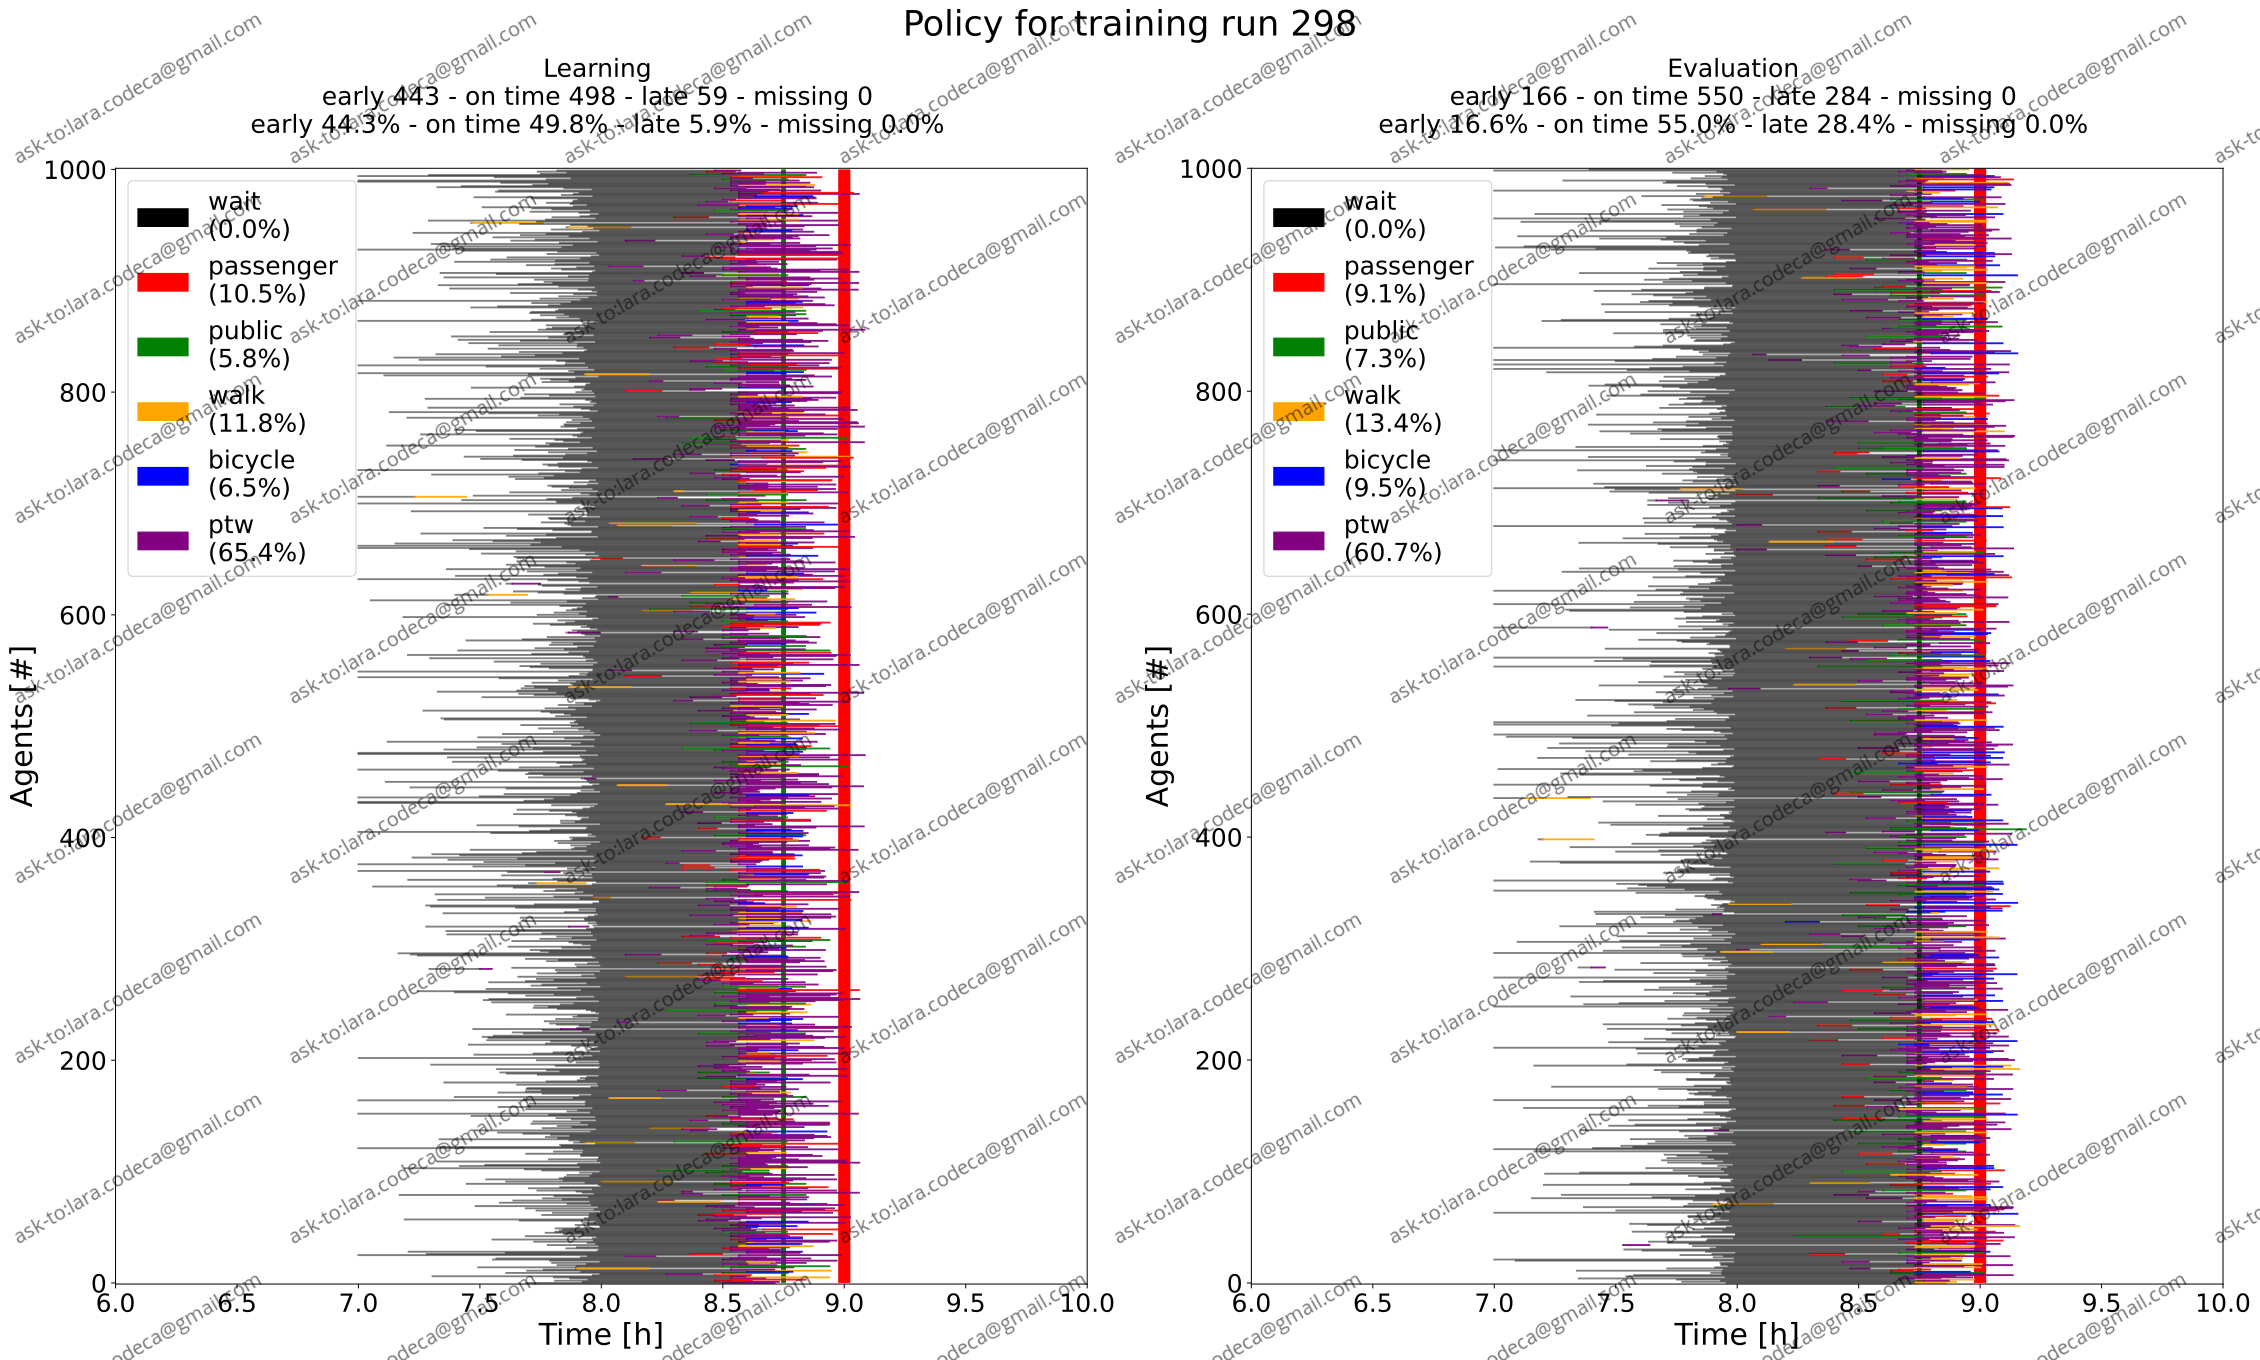 Policy for training run 298
Learning
early 443 - on time 498 - late 59 - missing 0
early 44.3% - on time 49.8% - late 5.9% - missing 0.0%
Evaluation
early 166 - on time 550 - late 284 - missing 0
early 16.6% - on time 55.0% - late 28.4% - missing 0.0%
wait
(0.0%)
passenger
(10.5%)
public
(5.8%)
walk
(11.8%)
bicycle
(6.5%)
ptw
(65.4%)
1000
800
600
400
200
0
Agents [#]
6.0 6.5 7.0 7.5 8.0 8.5 9.0 9.5 10.0
Time [h]
wait
(0.0%)
passenger
(9.1%)
public
(7.3%)
walk
(13.4%)
bicycle
(9.5%)
ptw
(60.7%)
1000
800
600
400
200
0
Agents [#]
6.0 6.5 7.0 7.5 8.0 8.5 9.0 9.5 10.0
Time [h]
ask-to:lara.codeca@gmail.com